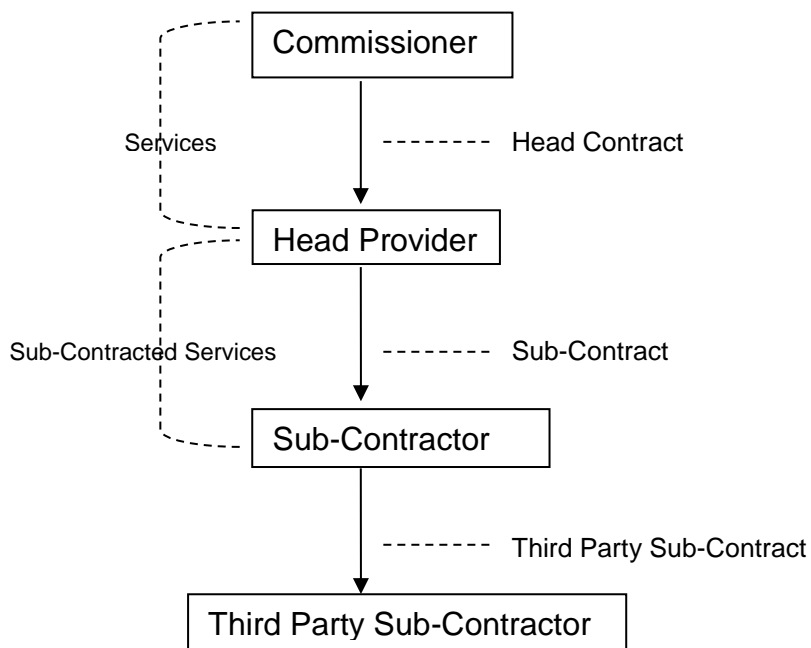 Commissioner
Services
Head Contract
Head Provider
Sub-Contracted Services
Sub-Contract
Sub-Contractor
Third Party Sub-Contract
Third Party Sub-Contractor